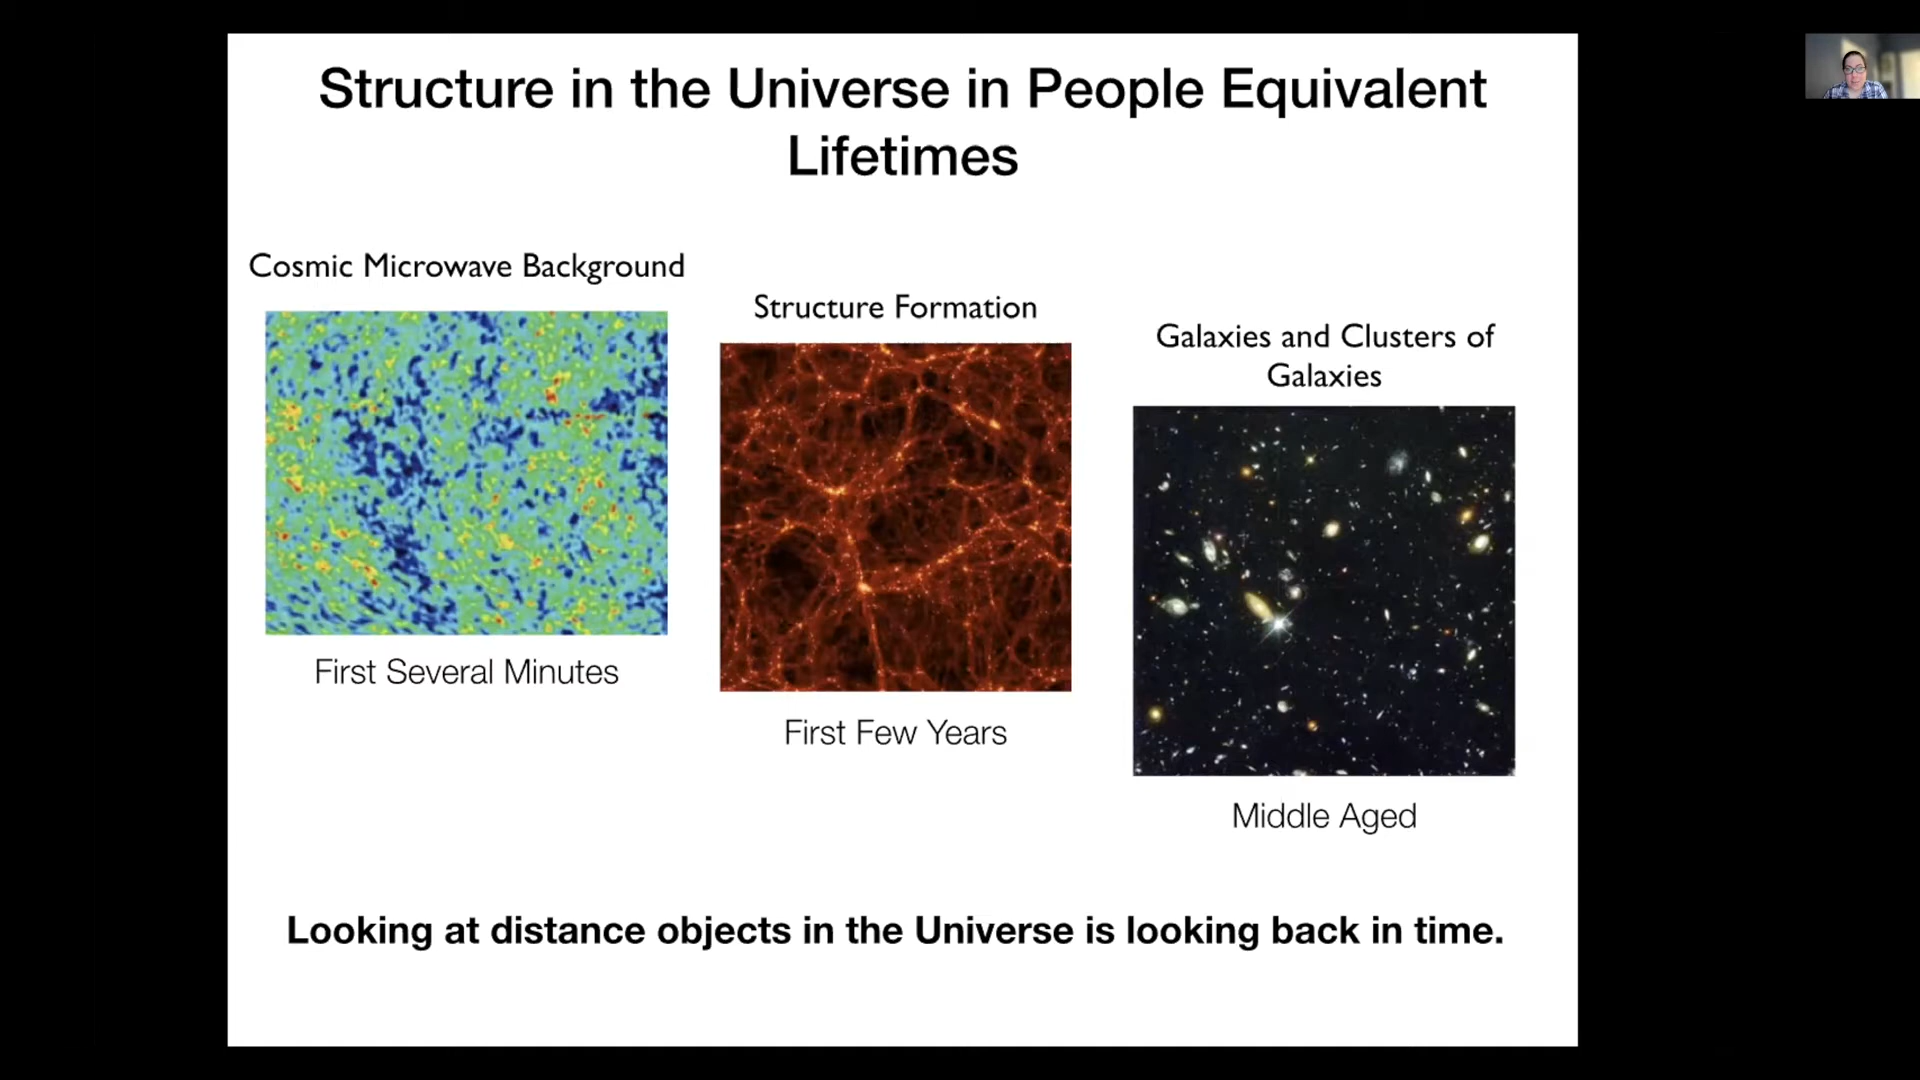 Structure in the Universe in People Equivalent
Lifetimes
Cosmic Microwave Background
First Several Minutes
Structure Formation
First Few Years
Galaxies and Clusters of
Galaxies
Middle Aged
Looking at distance objects in the Universe is looking back in time.